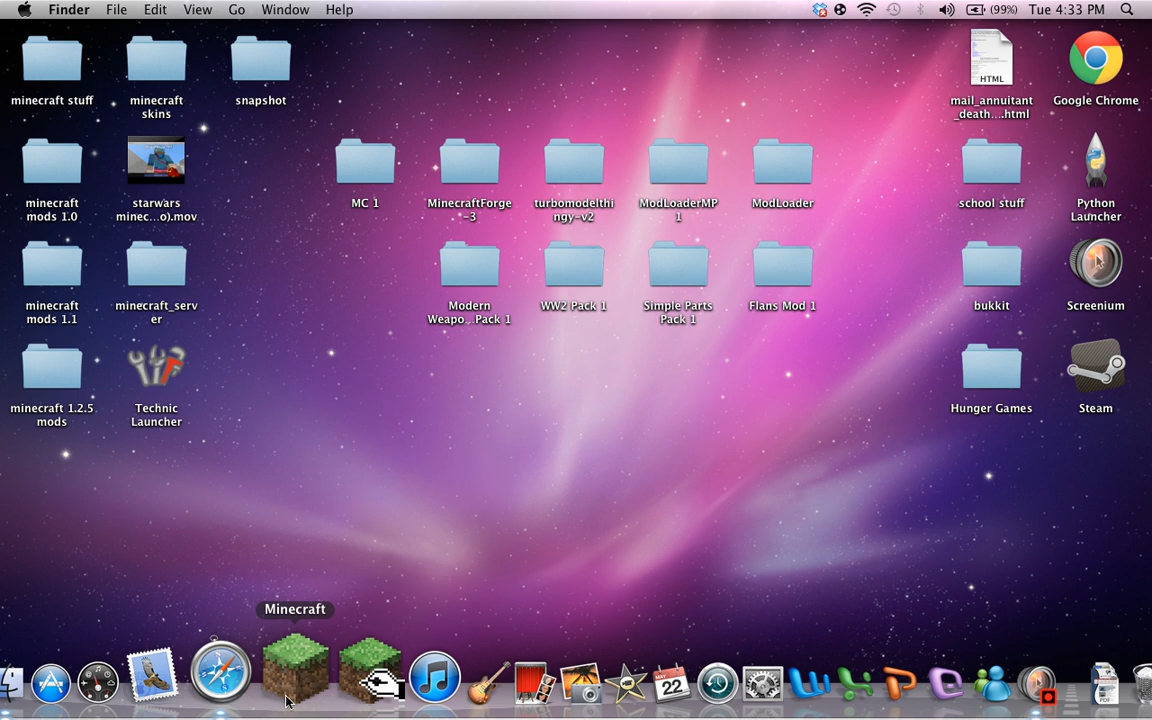 Finder File Edit View Go Window Help (99%) Tue 4:33 PM
minecraft stuff
minecraft
skins
snapshot
HTML
mail_annuitant
_death....html
Google Chrome
minecraft
mods 1.0
starwars
minec...o).mov
MC 1
MinecraftForge
-3
turbomodelthi
ngy-v2
ModLoaderMP
1
ModLoader
school stuff
Python
Launcher
minecraft
mods 1.1
minecraft_serv
er
Modern
Weapo...Pack 1
WW2 Pack 1
Simple Parts
Pack 1
Flans Mod 1
bukkit
Screenium
minecraft 1.2.5
mods
Technic
Launcher
Hunger Games
Steam
Minecraft
MAY
22
PDF